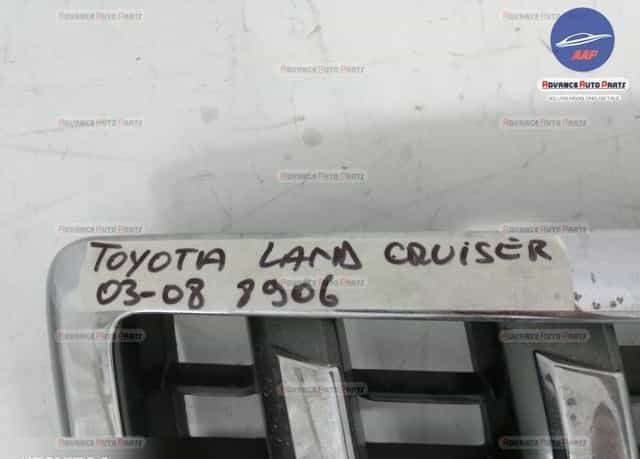 AAP
ADVANCE AUTO PARTS
TOYOTA LAND CRUISER
03-08 8906